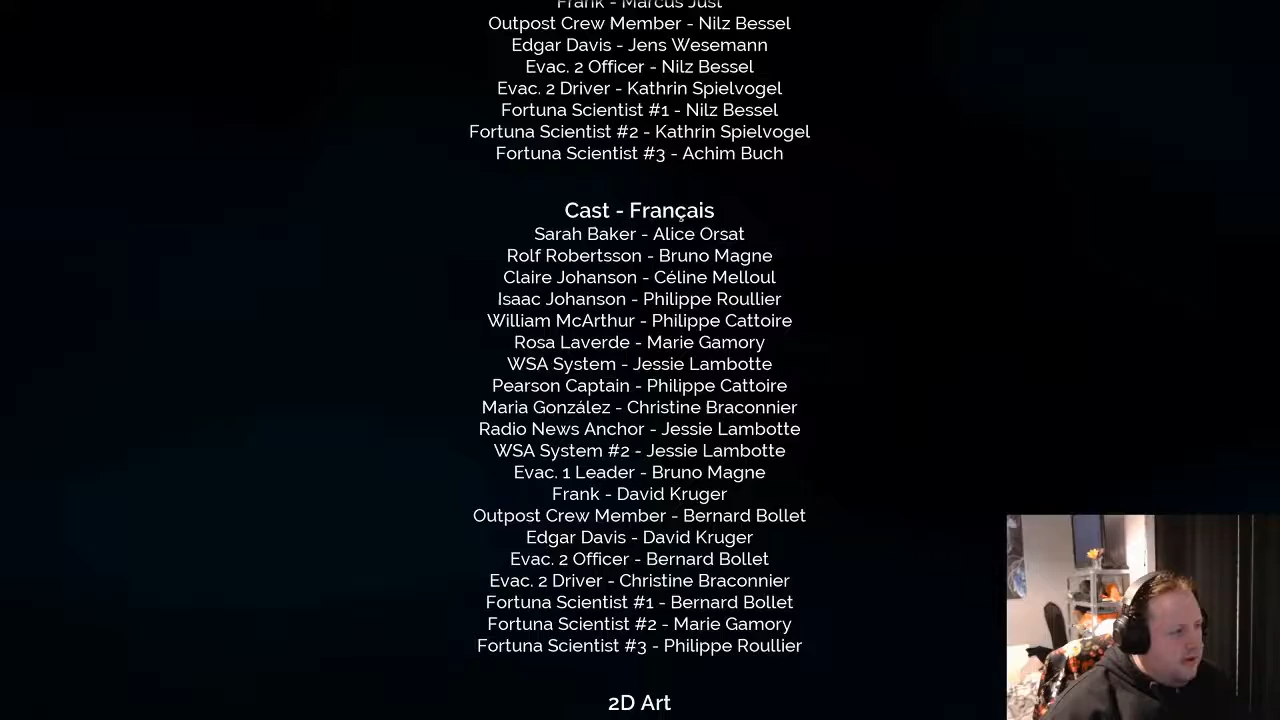 Frank - Marcus Just
Outpost Crew Member - Nilz Bessel
Edgar Davis - Jens Wesemann
Evac. 2 Officer - Nilz Bessel
Evac. 2 Driver - Kathrin Spielvogel
Fortuna Scientist #1 - Nilz Bessel
Fortuna Scientist #2 - Kathrin Spielvogel
Fortuna Scientist #3 - Achim Buch
Cast - Français
Sarah Baker - Alice Orsat
Rolf Robertsson - Bruno Magne
Claire Johanson - Céline Melloul
Isaac Johanson - Philippe Roullier
William McArthur - Philippe Cattoire
Rosa Laverde - Marie Gamory
WSA System - Jessie Lambotte
Pearson Captain - Philippe Cattoire
Maria González - Christine Braconnier
Radio News Anchor - Jessie Lambotte
WSA System #2 - Jessie Lambotte
Evac. 1 Leader - Bruno Magne
Frank - David Kruger
Outpost Crew Member - Bernard Bollet
Edgar Davis - David Kruger
Evac. 2 Officer - Bernard Bollet
Evac. 2 Driver - Christine Braconnier
Fortuna Scientist #1 - Bernard Bollet
Fortuna Scientist #2 - Marie Gamory
Fortuna Scientist #3 - Philippe Roullier
2D Art